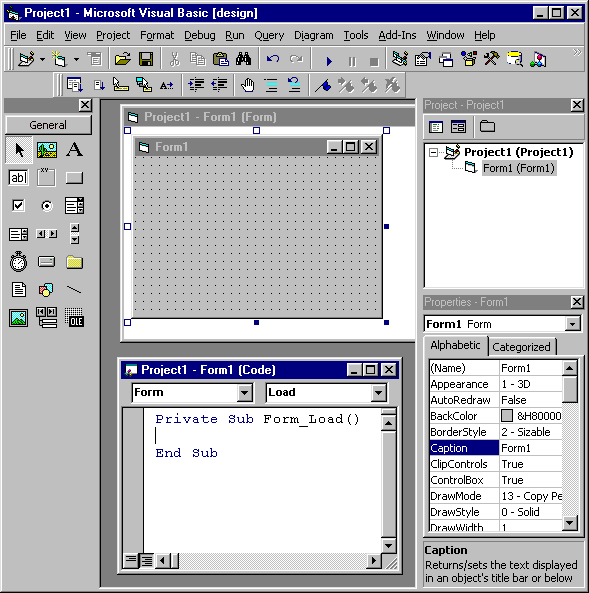 Project1 - Microsoft Visual Basic [design]
File Edit View Project Format Debug Run Query Diagram Tools Add-Ins Window Help
General
A
ab|
xv
OLE
Project1 - Form1 (Form)
Form1
Project1 - Form1 (Code)
Form Load
Private Sub Form_Load()
End Sub
Project - Project1
Project1 (Project1)
Form1 (Form1)
Properties - Form1
Form1 Form
Alphabetic Categorized
(Name) Form1
Appearance 1 - 3D
AutoRedraw False
BackColor &H80000
BorderStyle 2 - Sizable
Caption Form1
ClipControls True
ControlBox True
DrawMode 13 - Copy Pe
DrawStyle 0 - Solid
DrawWidth 1
Caption
Returns/sets the text displayed
in an object's title bar or below